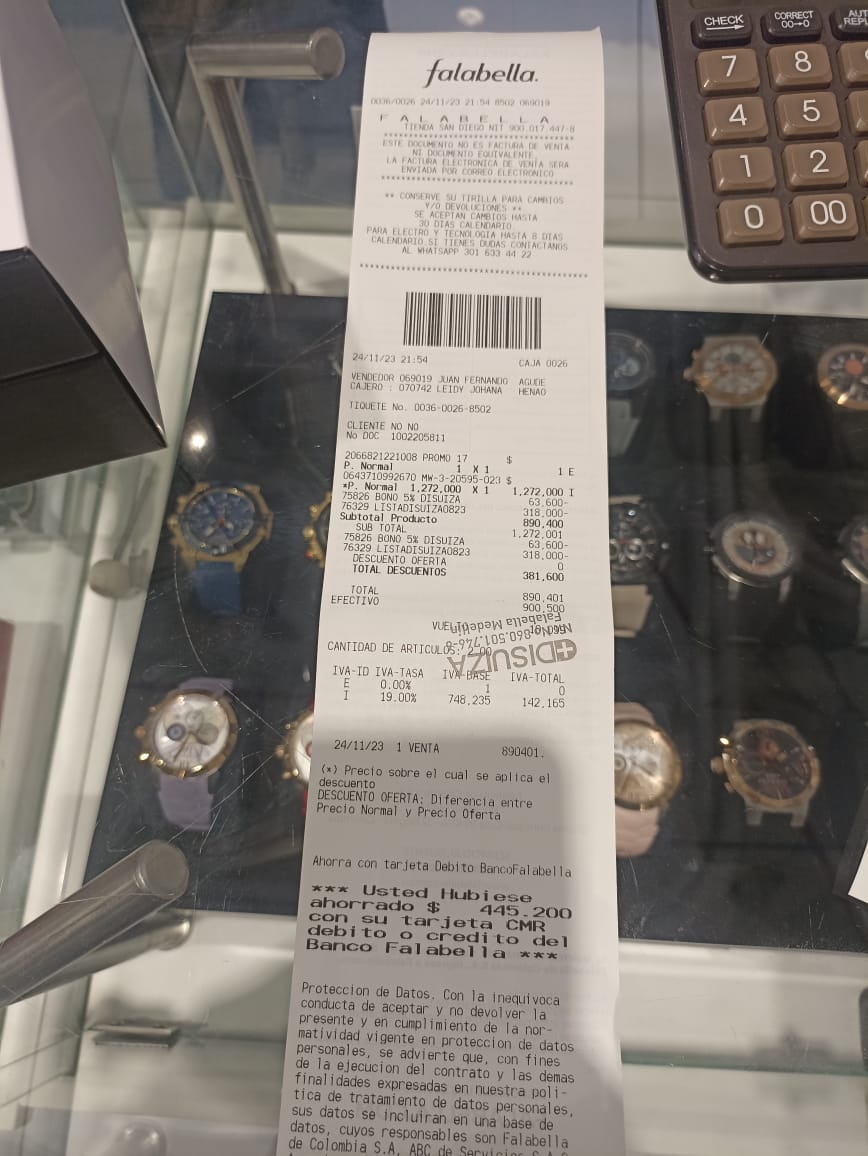 falabella.
0036/0026 24/11/23 21:54 8502 069019
F A L A B E L L A
TIENDA SAN DIEGO NIT 900.017.447-8
**********************************
ESTE DOCUMENTO NO ES FACTURA DE VENTA
NI DOCUMENTO EQUIVALENTE.
LA FACTURA ELECTRONICA DE VENTA SERA
ENVIADA POR CORREO ELECTRONICO
**********************************
** CONSERVE SU TIRILLA PARA CAMBIOS
Y/O DEVOLUCIONES **
SE ACEPTAN CAMBIOS HASTA
30 DIAS CALENDARIO.
PARA ELECTRO Y TECNOLOGIA HASTA 8 DIAS
CALENDARIO.SI TIENES DUDAS CONTACTANOS
AL WHATSAPP 301 633 44 22
****************************************
24/11/23 21:54 CAJA 0026
VENDEDOR 069019 JUAN FERNANDO AGUDE
CAJERO : 070742 LEIDY JOHANA HENAO
TIQUETE No. 0036-0026-8502
CLIENTE NO NO
No DOC 1002205811
2066821221008 PROMO 17 $
P. Normal 1 X 1 1 E
0643710992670 MW-3-20595-023 $
*P. Normal 1,272,000 X 1 1,272,000 I
75826 BONO 5% DISUIZA 63,600-
76329 LISTADISUIZA0823 318,000-
Subtotal Producto 890,400
SUB TOTAL 1,272,001
75826 BONO 5% DISUIZA 63,600-
76329 LISTADISUIZA0823 318,000-
DESCUENTO OFERTA 0
TOTAL DESCUENTOS 381,600
TOTAL 890,401
EFECTIVO 900,500
VUE
Falabella Medellin
860.501.746-8
DISUIZA
CANTIDAD DE ARTICULOS: 2.00
IVA-ID IVA-TASA IVA-BASE IVA-TOTAL
E 0.00% 1 0
I 19.00% 748,235 142,165
24/11/23 1 VENTA 890401.
(*) Precio sobre el cual se aplica el
descuento
DESCUENTO OFERTA: Diferencia entre
Precio Normal y Precio Oferta
Ahorra con tarjeta Debito BancoFalabella
*** Usted Hubiese
ahorrado $ 445.200
con su tarjeta CMR
debito o credito del
Banco Falabella ***
Proteccion de Datos. Con la inequivoca
conducta de aceptar y no devolver la
presente y en cumplimiento de la nor-
matividad vigente en proteccion de datos
personales, se advierte que, con fines
de la ejecucion del contrato y las demas
finalidades expresadas en nuestra poli-
tica de tratamiento de datos personales,
sus datos se incluiran en una base de
datos, cuyos responsables son Falabella
de Colombia S.A, ABC de Servicios S.A.S
CHECK
CORRECT
00→0
7
8
4
5
1
2
0
00